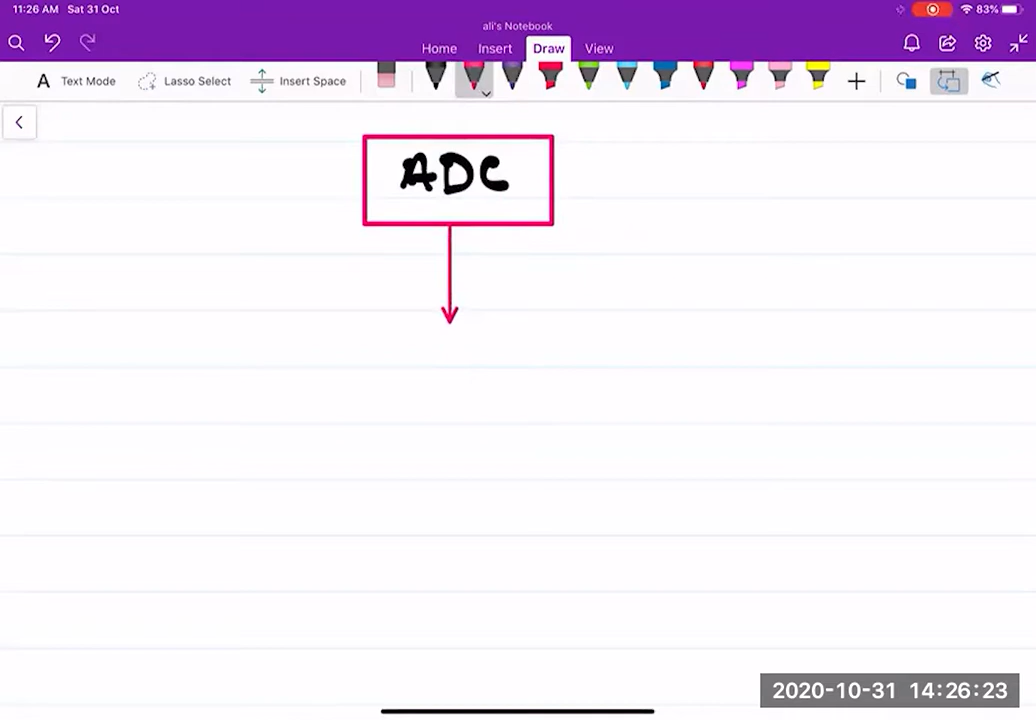 11:26 AM Sat 31 Oct
83%
ali's Notebook
Home Insert Draw View
A Text Mode Lasso Select Insert Space
ADC
2020-10-31 14:26:23